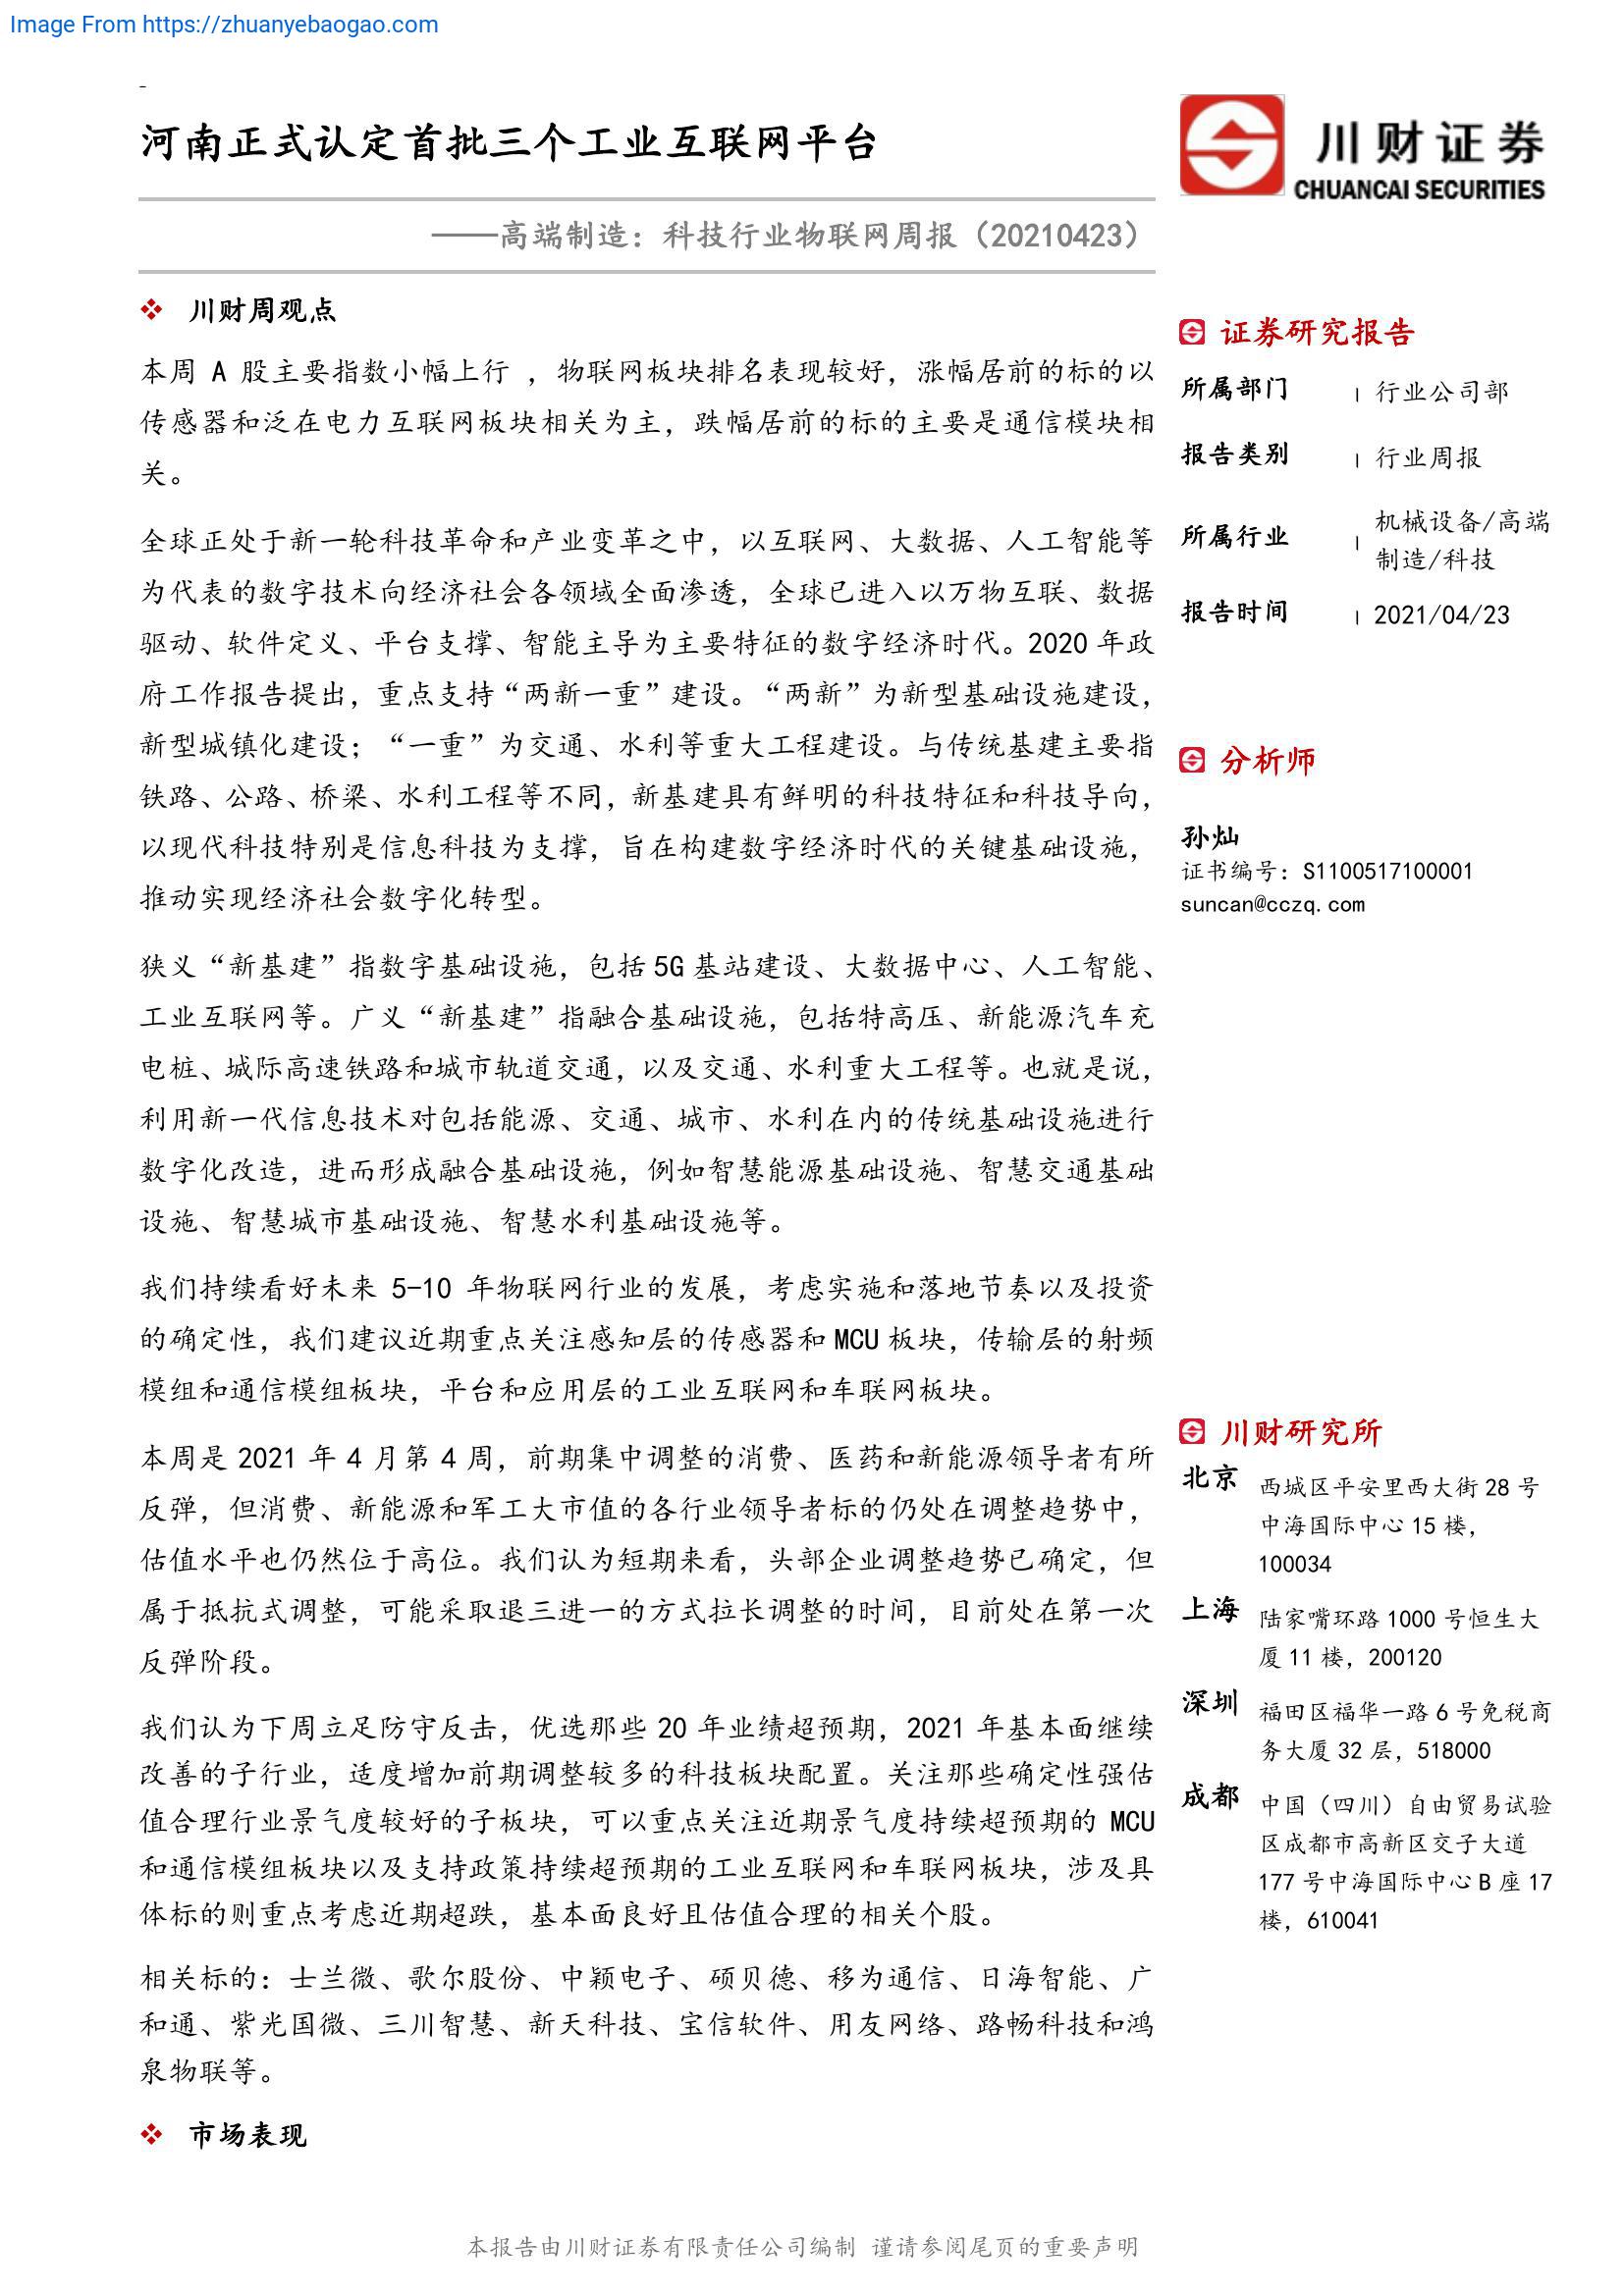 Image From https://zhuanyebaogao.com
-
河南正式认定首批三个工业互联网平台
——高端制造：科技行业物联网周报（20210423）
川财证券
CHUANCAI SECURITIES
❖ 川财周观点
本周 A 股主要指数小幅上行 ，物联网板块排名表现较好，涨幅居前的标的以
传感器和泛在电力互联网板块相关为主，跌幅居前的标的主要是通信模块相
关。
全球正处于新一轮科技革命和产业变革之中，以互联网、大数据、人工智能等
为代表的数字技术向经济社会各领域全面渗透，全球已进入以万物互联、数据
驱动、软件定义、平台支撑、智能主导为主要特征的数字经济时代。2020 年政
府工作报告提出，重点支持“两新一重”建设。“两新”为新型基础设施建设，
新型城镇化建设；“一重”为交通、水利等重大工程建设。与传统基建主要指
铁路、公路、桥梁、水利工程等不同，新基建具有鲜明的科技特征和科技导向，
以现代科技特别是信息科技为支撑，旨在构建数字经济时代的关键基础设施，
推动实现经济社会数字化转型。
狭义“新基建”指数字基础设施，包括 5G 基站建设、大数据中心、人工智能、
工业互联网等。广义“新基建”指融合基础设施，包括特高压、新能源汽车充
电桩、城际高速铁路和城市轨道交通，以及交通、水利重大工程等。也就是说，
利用新一代信息技术对包括能源、交通、城市、水利在内的传统基础设施进行
数字化改造，进而形成融合基础设施，例如智慧能源基础设施、智慧交通基础
设施、智慧城市基础设施、智慧水利基础设施等。
我们持续看好未来 5-10 年物联网行业的发展，考虑实施和落地节奏以及投资
的确定性，我们建议近期重点关注感知层的传感器和 MCU 板块，传输层的射频
模组和通信模组板块，平台和应用层的工业互联网和车联网板块。
本周是 2021 年 4 月第 4 周，前期集中调整的消费、医药和新能源领导者有所
反弹，但消费、新能源和军工大市值的各行业领导者标的仍处在调整趋势中，
估值水平也仍然位于高位。我们认为短期来看，头部企业调整趋势已确定，但
属于抵抗式调整，可能采取退三进一的方式拉长调整的时间，目前处在第一次
反弹阶段。
我们认为下周立足防守反击，优选那些 20 年业绩超预期，2021 年基本面继续
改善的子行业，适度增加前期调整较多的科技板块配置。关注那些确定性强估
值合理行业景气度较好的子板块，可以重点关注近期景气度持续超预期的 MCU
和通信模组板块以及支持政策持续超预期的工业互联网和车联网板块，涉及具
体标的则重点考虑近期超跌，基本面良好且估值合理的相关个股。
相关标的：士兰微、歌尔股份、中颖电子、硕贝德、移为通信、日海智能、广
和通、紫光国微、三川智慧、新天科技、宝信软件、用友网络、路畅科技和鸿
泉物联等。
❖ 市场表现
证券研究报告
所属部门 | 行业公司部
报告类别 | 行业周报
所属行业 | 机械设备/高端
制造/科技
报告时间 | 2021/04/23
分析师
孙灿
证书编号：S1100517100001
suncan@cczq.com
川财研究所
北京 西城区平安里西大街 28 号
中海国际中心 15 楼，
100034
上海 陆家嘴环路 1000 号恒生大
厦 11 楼，200120
深圳 福田区福华一路 6 号免税商
务大厦 32 层，518000
成都 中国（四川）自由贸易试验
区成都市高新区交子大道
177 号中海国际中心 B 座 17
楼，610041
本报告由川财证券有限责任公司编制 谨请参阅尾页的重要声明